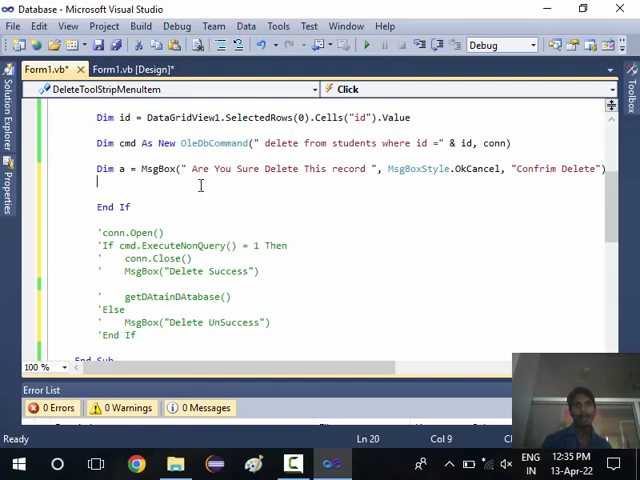 Database - Microsoft Visual Studio
File Edit View Project Build Debug Team Data Tools Test Window Help
Debug
Form1.vb* Form1.vb [Design]*
DeleteToolStripMenuItem Click
Solution Explorer
Properties
Toolbox
Dim id = DataGridView1.SelectedRows(0).Cells("id").Value
Dim cmd As New OleDbCommand(" delete from students where id =" & id, conn)
Dim a = MsgBox(" Are You Sure Delete This record ", MsgBoxStyle.OkCancel, "Confrim Delete")
End If
'conn.Open()
'If cmd.ExecuteNonQuery() = 1 Then
' conn.Close()
' MsgBox("Delete Success")
' getDAtainDAtabase()
'Else
' MsgBox("Delete UnSuccess")
'End If
End Sub
100 %
Error List
0 Errors 0 Warnings 0 Messages
Ready Ln 20 Col 9
ENG 12:35 PM
IN 13-Apr-22